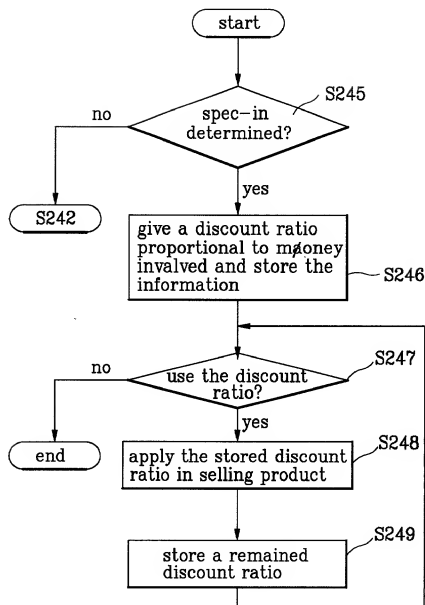 start
S245
spec-in
determined?
no
yes
S242
give a discount ratio
proportional to møoney
invalved and store the
information
S246
S247
use the discount
ratio?
no
yes
end
S248
apply the stored discount
ratio in selling product
S249
store a remained
discount ratio